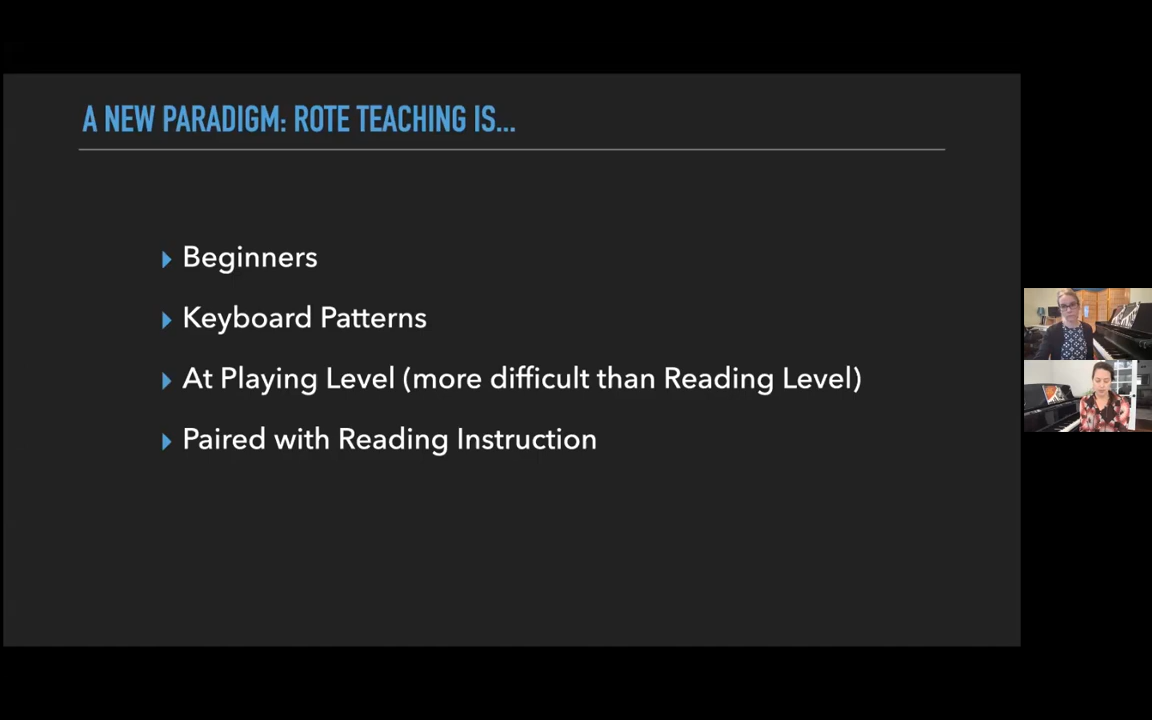 A NEW PARADIGM: ROTE TEACHING IS...
Beginners
Keyboard Patterns
At Playing Level (more difficult than Reading Level)
Paired with Reading Instruction